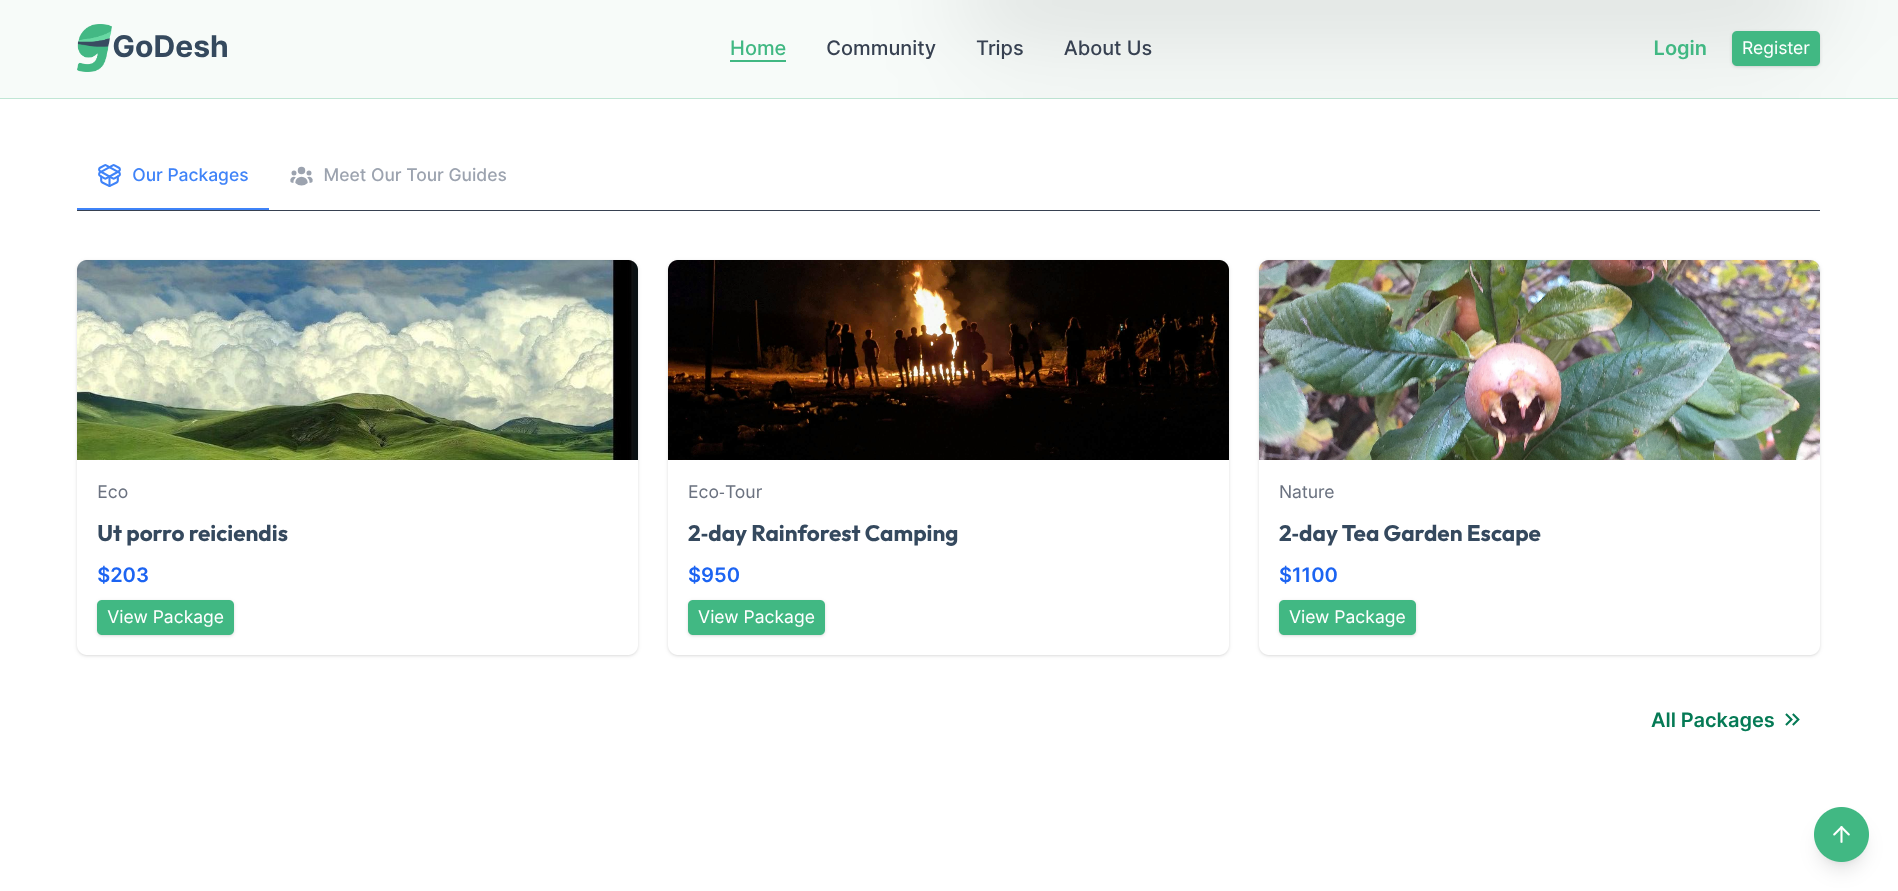 GoDesh
Home Community Trips About Us
Login Register
Our Packages Meet Our Tour Guides
Eco
Ut porro reiciendis
$203
View Package
Eco-Tour
2-day Rainforest Camping
$950
View Package
Nature
2-day Tea Garden Escape
$1100
View Package
All Packages